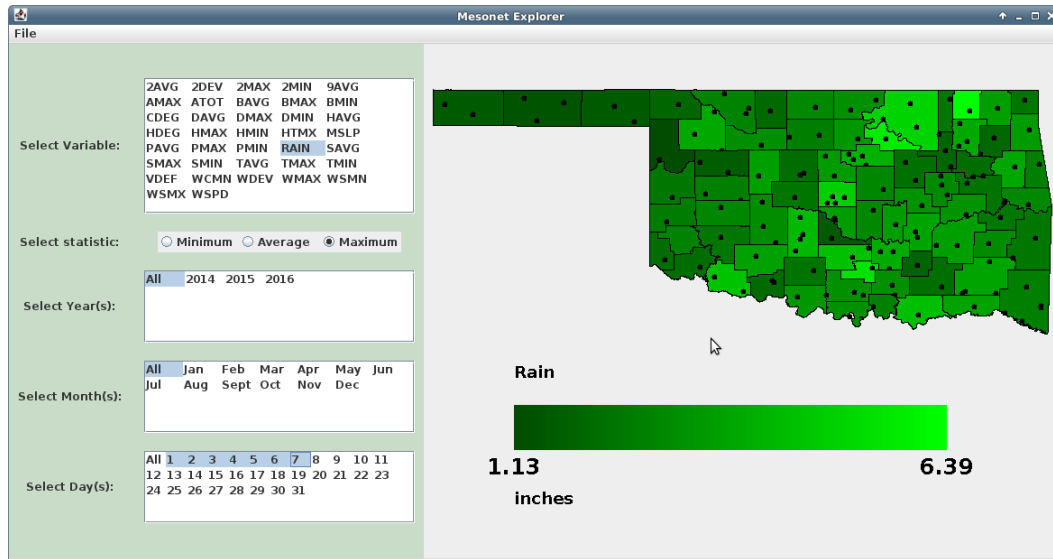 Mesonet Explorer
File
Select Variable:
2AVG 2DEV 2MAX 2MIN 9AVG
AMAX ATOT BAVG BMAX BMIN
CDEG DAVG DMAX DMIN HAVG
HDEG HMAX HMIN HTMX MSLP
PAVG PMAX PMIN RAIN SAVG
SMAX SMIN TAVG TMAX TMIN
VDEF WCMN WDEV WMAX WSMN
WSMX WSPD
Select statistic:
Minimum Average Maximum
Select Year(s):
All 2014 2015 2016
Select Month(s):
All Jan Feb Mar Apr May Jun
Jul Aug Sept Oct Nov Dec
Select Day(s):
All 1 2 3 4 5 6 7 8 9 10 11
12 13 14 15 16 17 18 19 20 21 22 23
24 25 26 27 28 29 30 31
Rain
1.13 6.39
inches